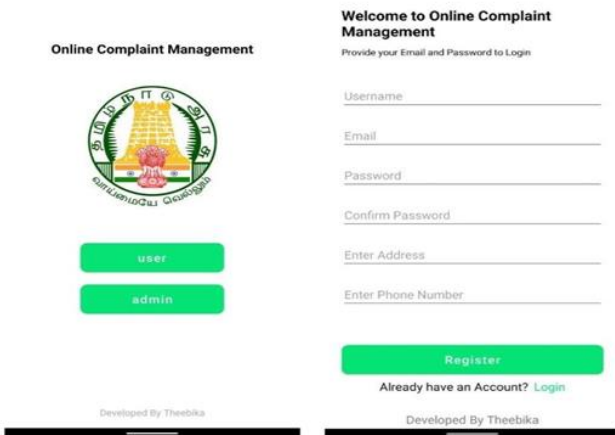 Online Complaint Management
தமிழ்நாடு அரசு
வாய்மையே வெல்லும்
user
admin
Developed By Theebika
Welcome to Online Complaint
Management
Provide your Email and Password to Login
Username
Email
Password
Confirm Password
Enter Address
Enter Phone Number
Register
Already have an Account? Login
Developed By Theebika